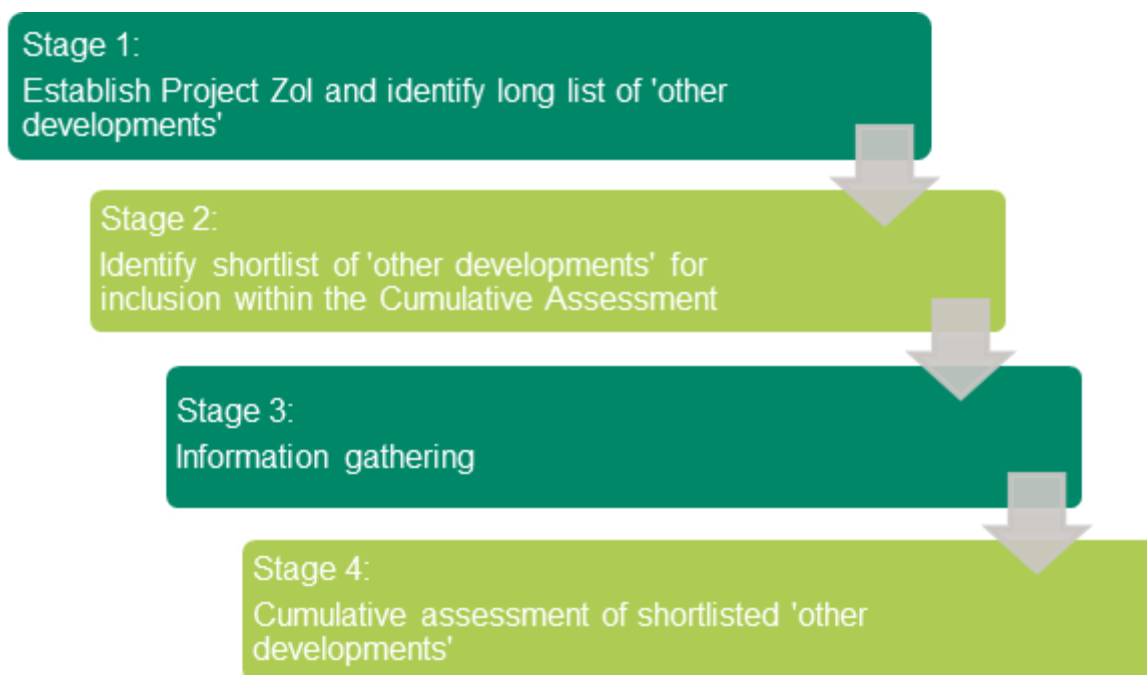 Stage 1:
Establish Project ZoI and identify long list of 'other
developments'
Stage 2:
Identify shortlist of 'other developments' for
inclusion within the Cumulative Assessment
Stage 3:
Information gathering
Stage 4:
Cumulative assessment of shortlisted 'other
developments'